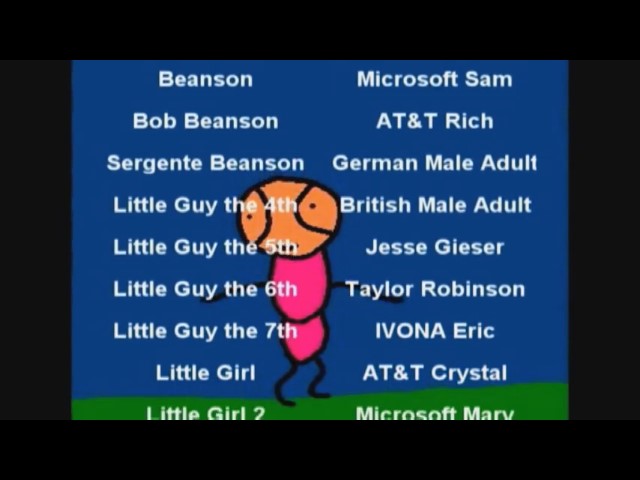 Beanson Microsoft Sam
Bob Beanson AT&T Rich
Sergente Beanson German Male Adult
Little Guy the 4th British Male Adult
Little Guy the 5th Jesse Gieser
Little Guy the 6th Taylor Robinson
Little Guy the 7th IVONA Eric
Little Girl AT&T Crystal
Little Girl 2 Microsoft Mary